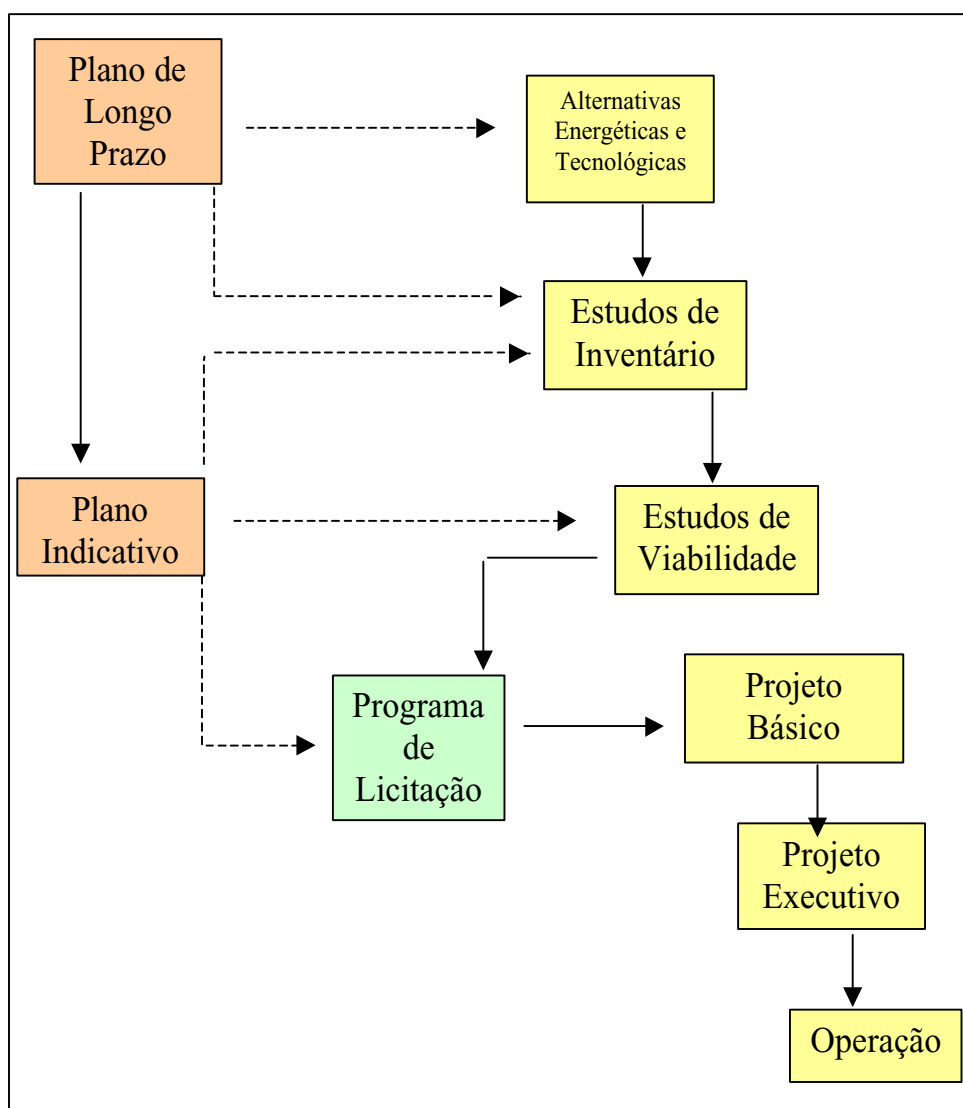 Plano de
Longo
Prazo
Alternativas
Energéticas e
Tecnológicas
Estudos de
Inventário
Plano
Indicativo
Estudos de
Viabilidade
Programa
de
Licitação
Projeto
Básico
Projeto
Executivo
Operação